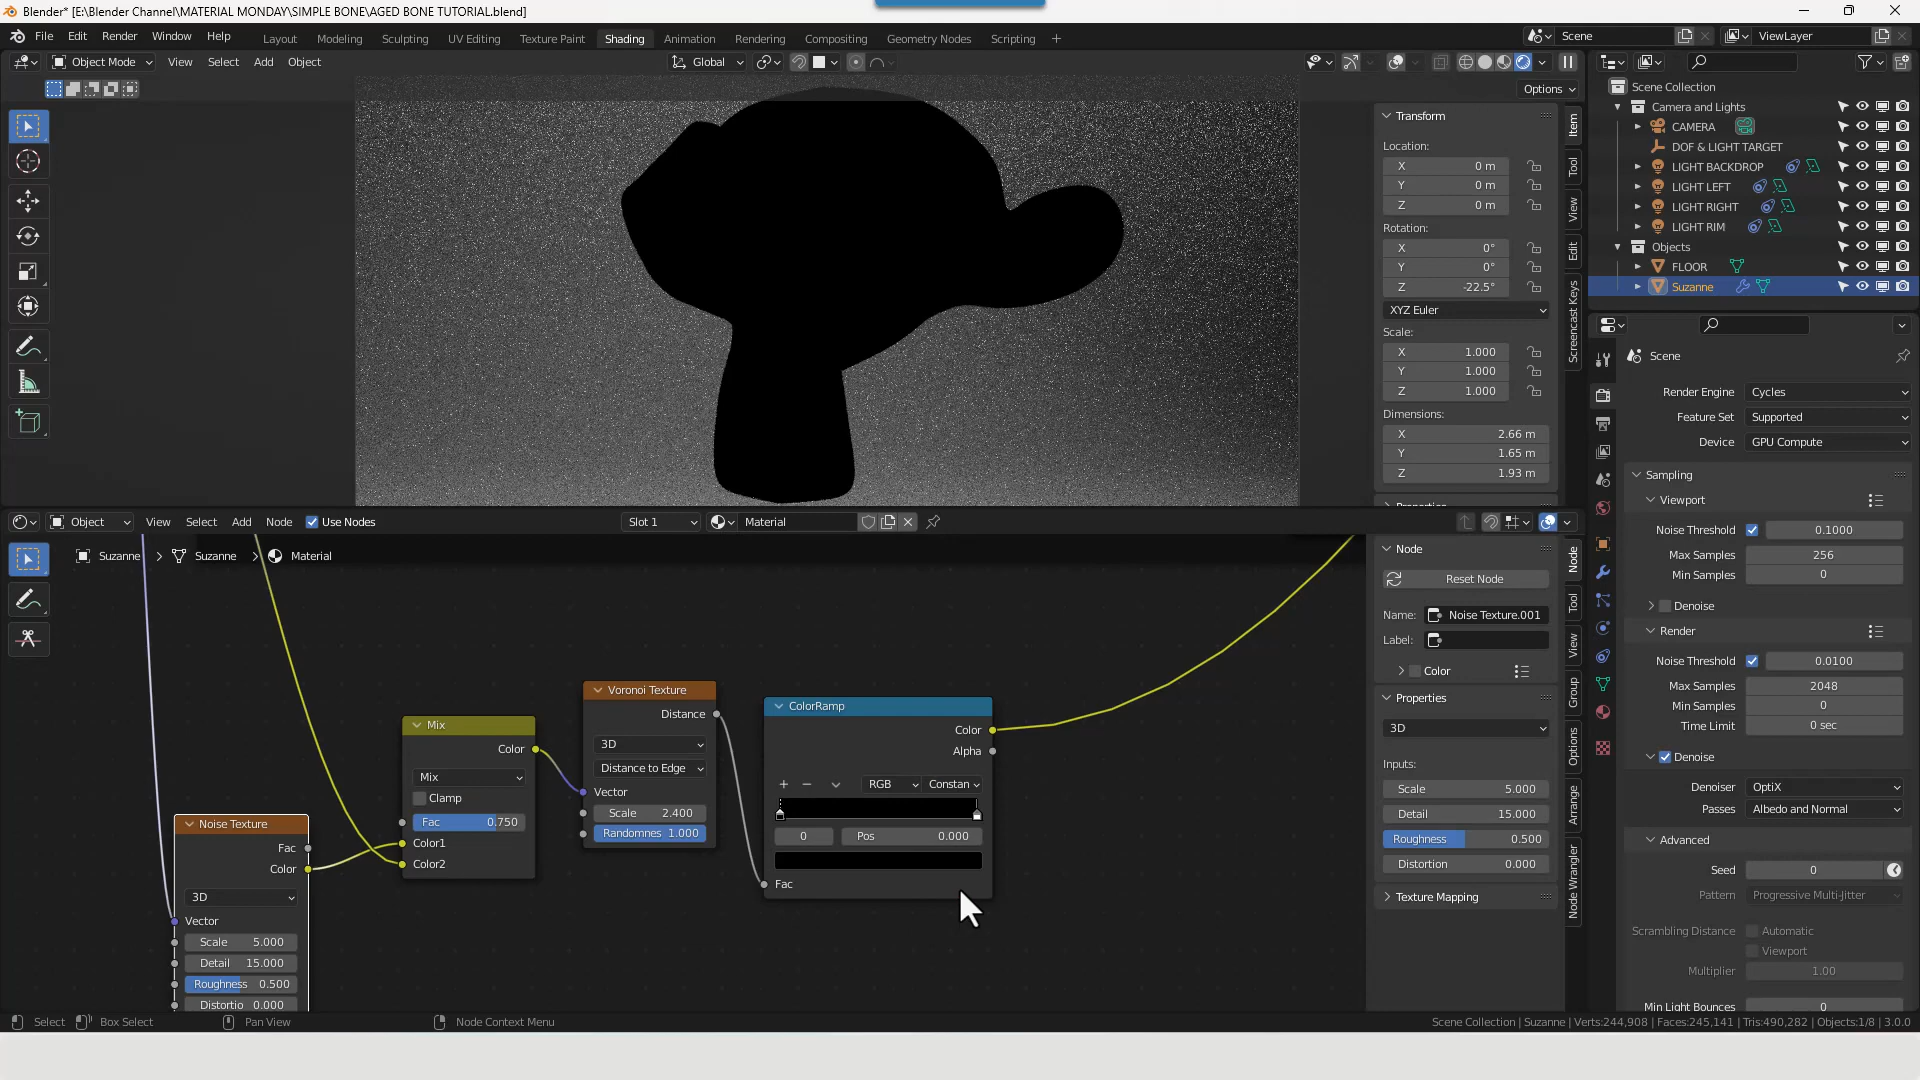 Blender* [E:\Blender Channel\MATERIAL MONDAY\SIMPLE BONE\AGED BONE TUTORIAL.blend]
File Edit Render Window Help Layout Modeling Sculpting UV Editing Texture Paint Shading Animation Rendering Compositing Geometry Nodes Scripting + Scene ViewLayer
Object Mode View Select Add Object Global
Options
Transform
Location:
X 0 m
Y 0 m
Z 0 m
Rotation:
X 0°
Y 0°
Z -22.5°
XYZ Euler
Scale:
X 1.000
Y 1.000
Z 1.000
Dimensions:
X 2.66 m
Y 1.65 m
Z 1.93 m
Item
Tool
View
Edit
Screencast Keys
Scene Collection
Camera and Lights
CAMERA
DOF & LIGHT TARGET
LIGHT BACKDROP
LIGHT LEFT
LIGHT RIGHT
LIGHT RIM
Objects
FLOOR
Suzanne
Scene
Render Engine Cycles
Feature Set Supported
Device GPU Compute
Sampling
Viewport
Noise Threshold 0.1000
Max Samples 256
Min Samples 0
Denoise
Render
Noise Threshold 0.0100
Max Samples 2048
Min Samples 0
Time Limit 0 sec
Denoise
Denoiser OptiX
Passes Albedo and Normal
Advanced
Seed 0
Pattern Progressive Multi-Jitter
Scrambling Distance Automatic
Viewport
Multiplier 1.00
Min Light Bounces 0
Object View Select Add Node Use Nodes Slot 1 Material
Suzanne > Suzanne > Material
Noise Texture
Fac
Color
3D
Vector
Scale 5.000
Detail 15.000
Roughness 0.500
Distortio 0.000
Mix
Color
Mix
Clamp
Fac 0.750
Color1
Color2
Voronoi Texture
Distance
3D
Distance to Edge
Vector
Scale 2.400
Randomnes 1.000
ColorRamp
Color
Alpha
+ − RGB Constan
0 Pos 0.000
Fac
Node
Reset Node
Name: Noise Texture.001
Label:
Color
Properties
3D
Inputs:
Scale 5.000
Detail 15.000
Roughness 0.500
Distortion 0.000
Texture Mapping
Node
Tool
View
Group
Options
Arrange
Node Wrangler
Select Box Select Pan View Node Context Menu Scene Collection | Suzanne | Verts:244,908 | Faces:245,141 | Tris:490,282 | Objects:1/8 | 3.0.0